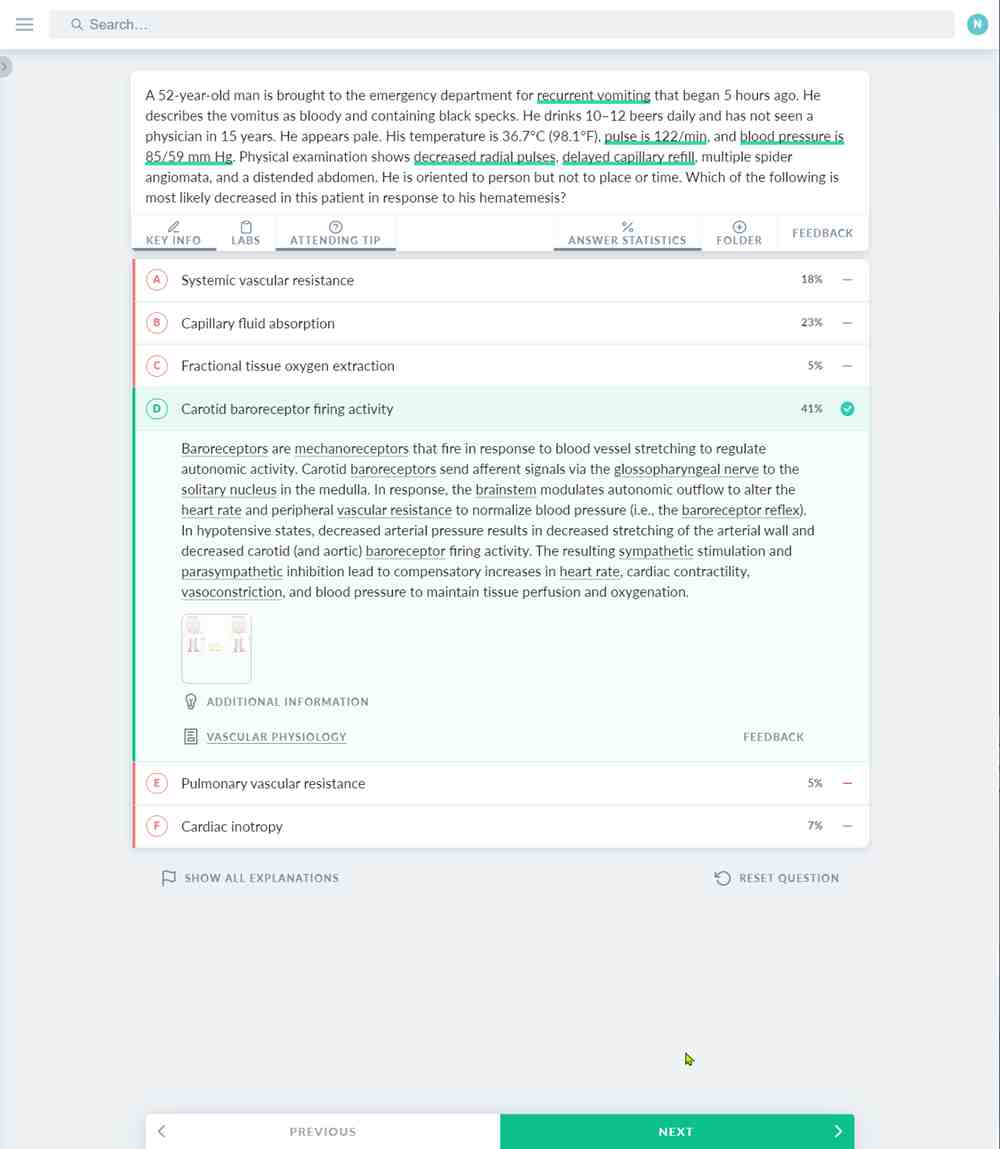 Search...
N
A 52-year-old man is brought to the emergency department for recurrent vomiting that began 5 hours ago. He
describes the vomitus as bloody and containing black specks. He drinks 10–12 beers daily and has not seen a
physician in 15 years. He appears pale. His temperature is 36.7°C (98.1°F), pulse is 122/min, and blood pressure is
85/59 mm Hg. Physical examination shows decreased radial pulses, delayed capillary refill, multiple spider
angiomata, and a distended abdomen. He is oriented to person but not to place or time. Which of the following is
most likely decreased in this patient in response to his hematemesis?
KEY INFO
LABS
ATTENDING TIP
ANSWER STATISTICS
FOLDER
FEEDBACK
A Systemic vascular resistance 18%
B Capillary fluid absorption 23%
C Fractional tissue oxygen extraction 5%
D Carotid baroreceptor firing activity 41%
Baroreceptors are mechanoreceptors that fire in response to blood vessel stretching to regulate
autonomic activity. Carotid baroreceptors send afferent signals via the glossopharyngeal nerve to the
solitary nucleus in the medulla. In response, the brainstem modulates autonomic outflow to alter the
heart rate and peripheral vascular resistance to normalize blood pressure (i.e., the baroreceptor reflex).
In hypotensive states, decreased arterial pressure results in decreased stretching of the arterial wall and
decreased carotid (and aortic) baroreceptor firing activity. The resulting sympathetic stimulation and
parasympathetic inhibition lead to compensatory increases in heart rate, cardiac contractility,
vasoconstriction, and blood pressure to maintain tissue perfusion and oxygenation.
ADDITIONAL INFORMATION
VASCULAR PHYSIOLOGY
FEEDBACK
E Pulmonary vascular resistance 5%
F Cardiac inotropy 7%
SHOW ALL EXPLANATIONS
RESET QUESTION
PREVIOUS
NEXT